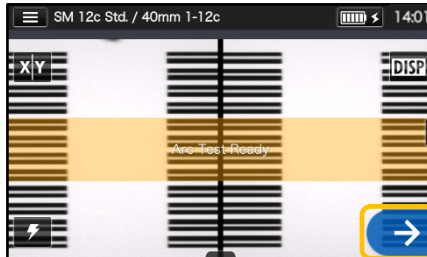 SM 12c Std. / 40mm 1-12c
14:01
X Y
DISP
Arc Test Ready